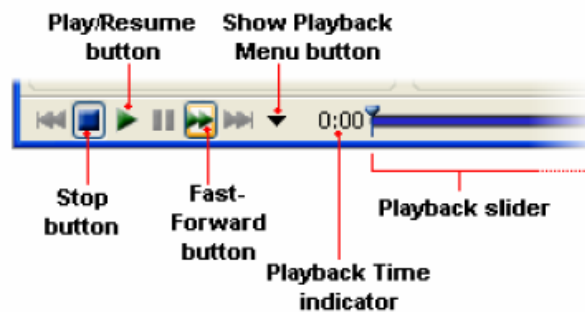 Play/Resume
button
Show Playback
Menu button
0:00
Stop
button
Fast-
Forward
button
Playback slider
Playback Time
indicator